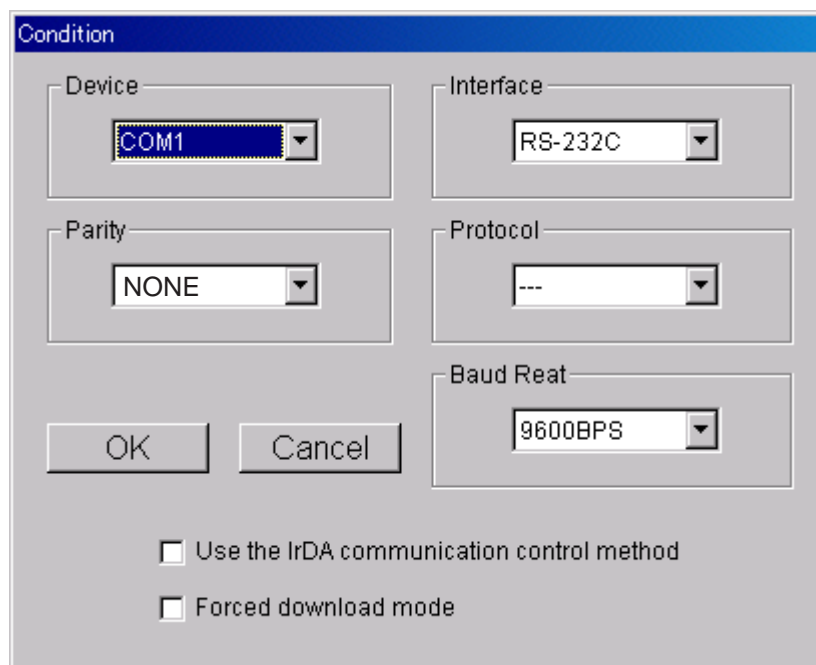 Condition
Device
Interface
COM1
RS-232C
Parity
Protocol
NONE
---
Baud Reat
9600BPS
OK
Cancel
Use the IrDA communication control method
Forced download mode